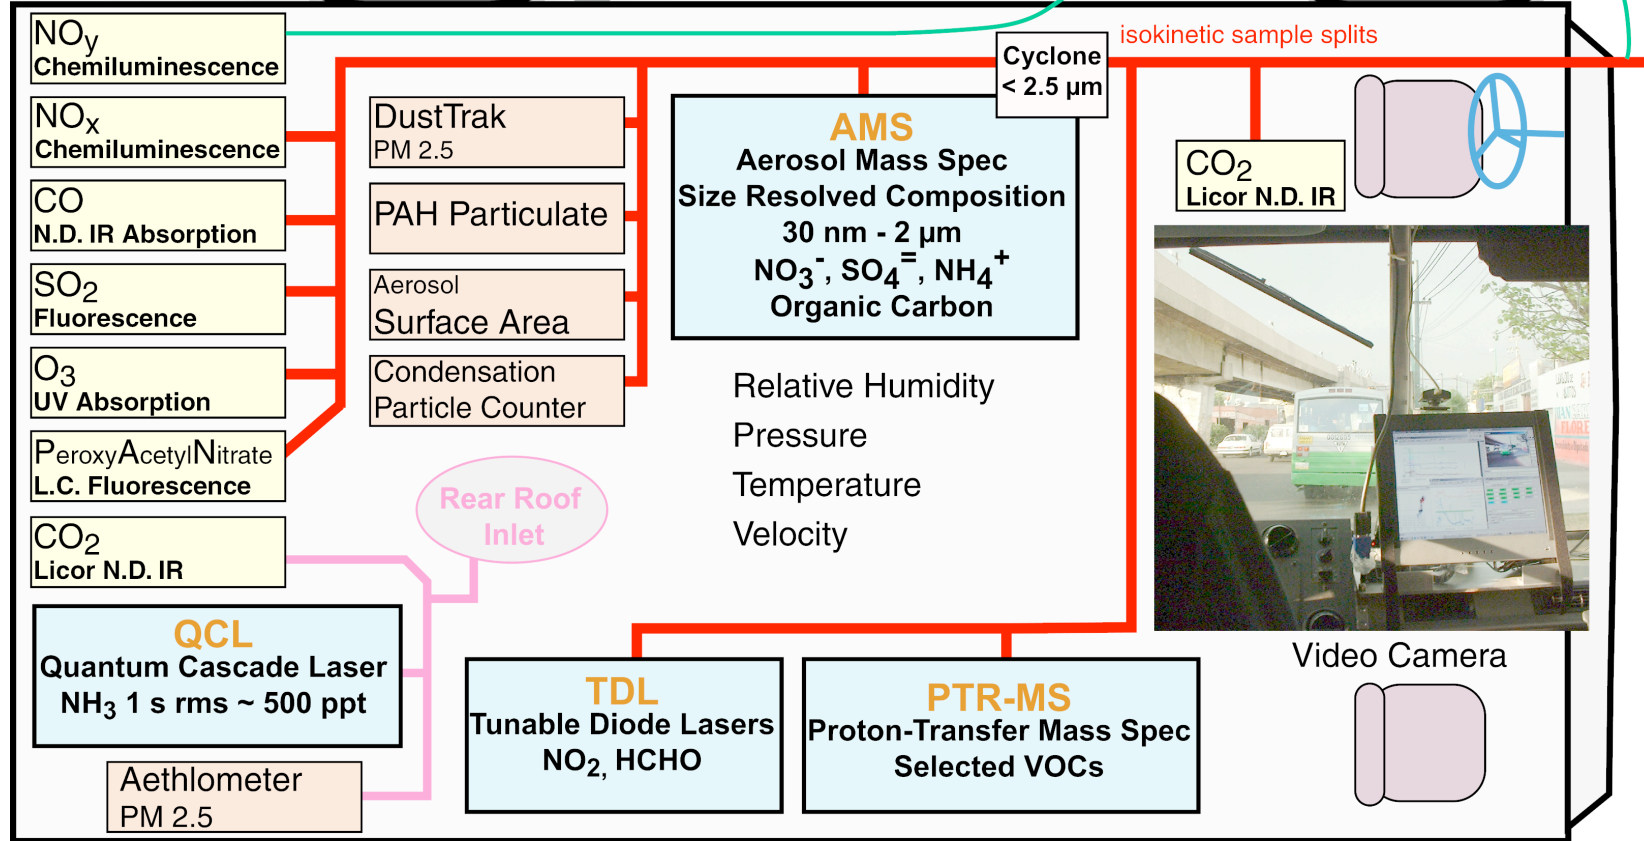 NOy
Chemiluminescence
NOx
Chemiluminescence
CO
N.D. IR Absorption
SO2
Fluorescence
O3
UV Absorption
PeroxyAcetylNitrate
L.C. Fluorescence
CO2
Licor N.D. IR
QCL
Quantum Cascade Laser
NH3 1 s rms ~ 500 ppt
Aethlometer
PM 2.5
DustTrak
PM 2.5
PAH Particulate
Aerosol
Surface Area
Condensation
Particle Counter
Rear Roof
Inlet
AMS
Aerosol Mass Spec
Size Resolved Composition
30 nm - 2 µm
NO3-, SO4=, NH4+
Organic Carbon
Cyclone
< 2.5 µm
isokinetic sample splits
CO2
Licor N.D. IR
Relative Humidity
Pressure
Temperature
Velocity
TDL
Tunable Diode Lasers
NO2, HCHO
PTR-MS
Proton-Transfer Mass Spec
Selected VOCs
Video Camera